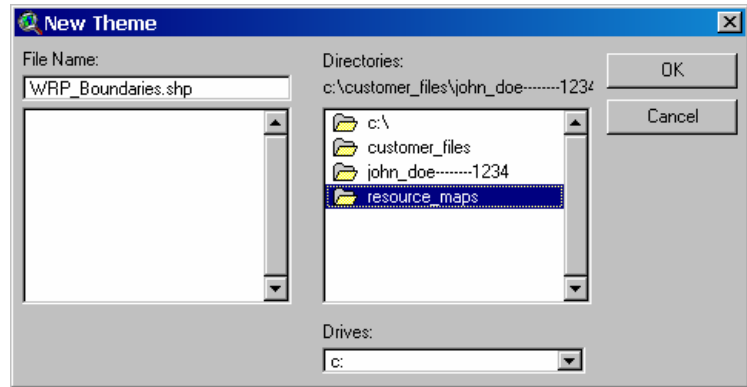 New Theme
File Name:
WRP_Boundaries.shp
Directories:
c:\customer_files\john_doe--------1234
c:\
customer_files
john_doe--------1234
resource_maps
Drives:
c:
OK
Cancel